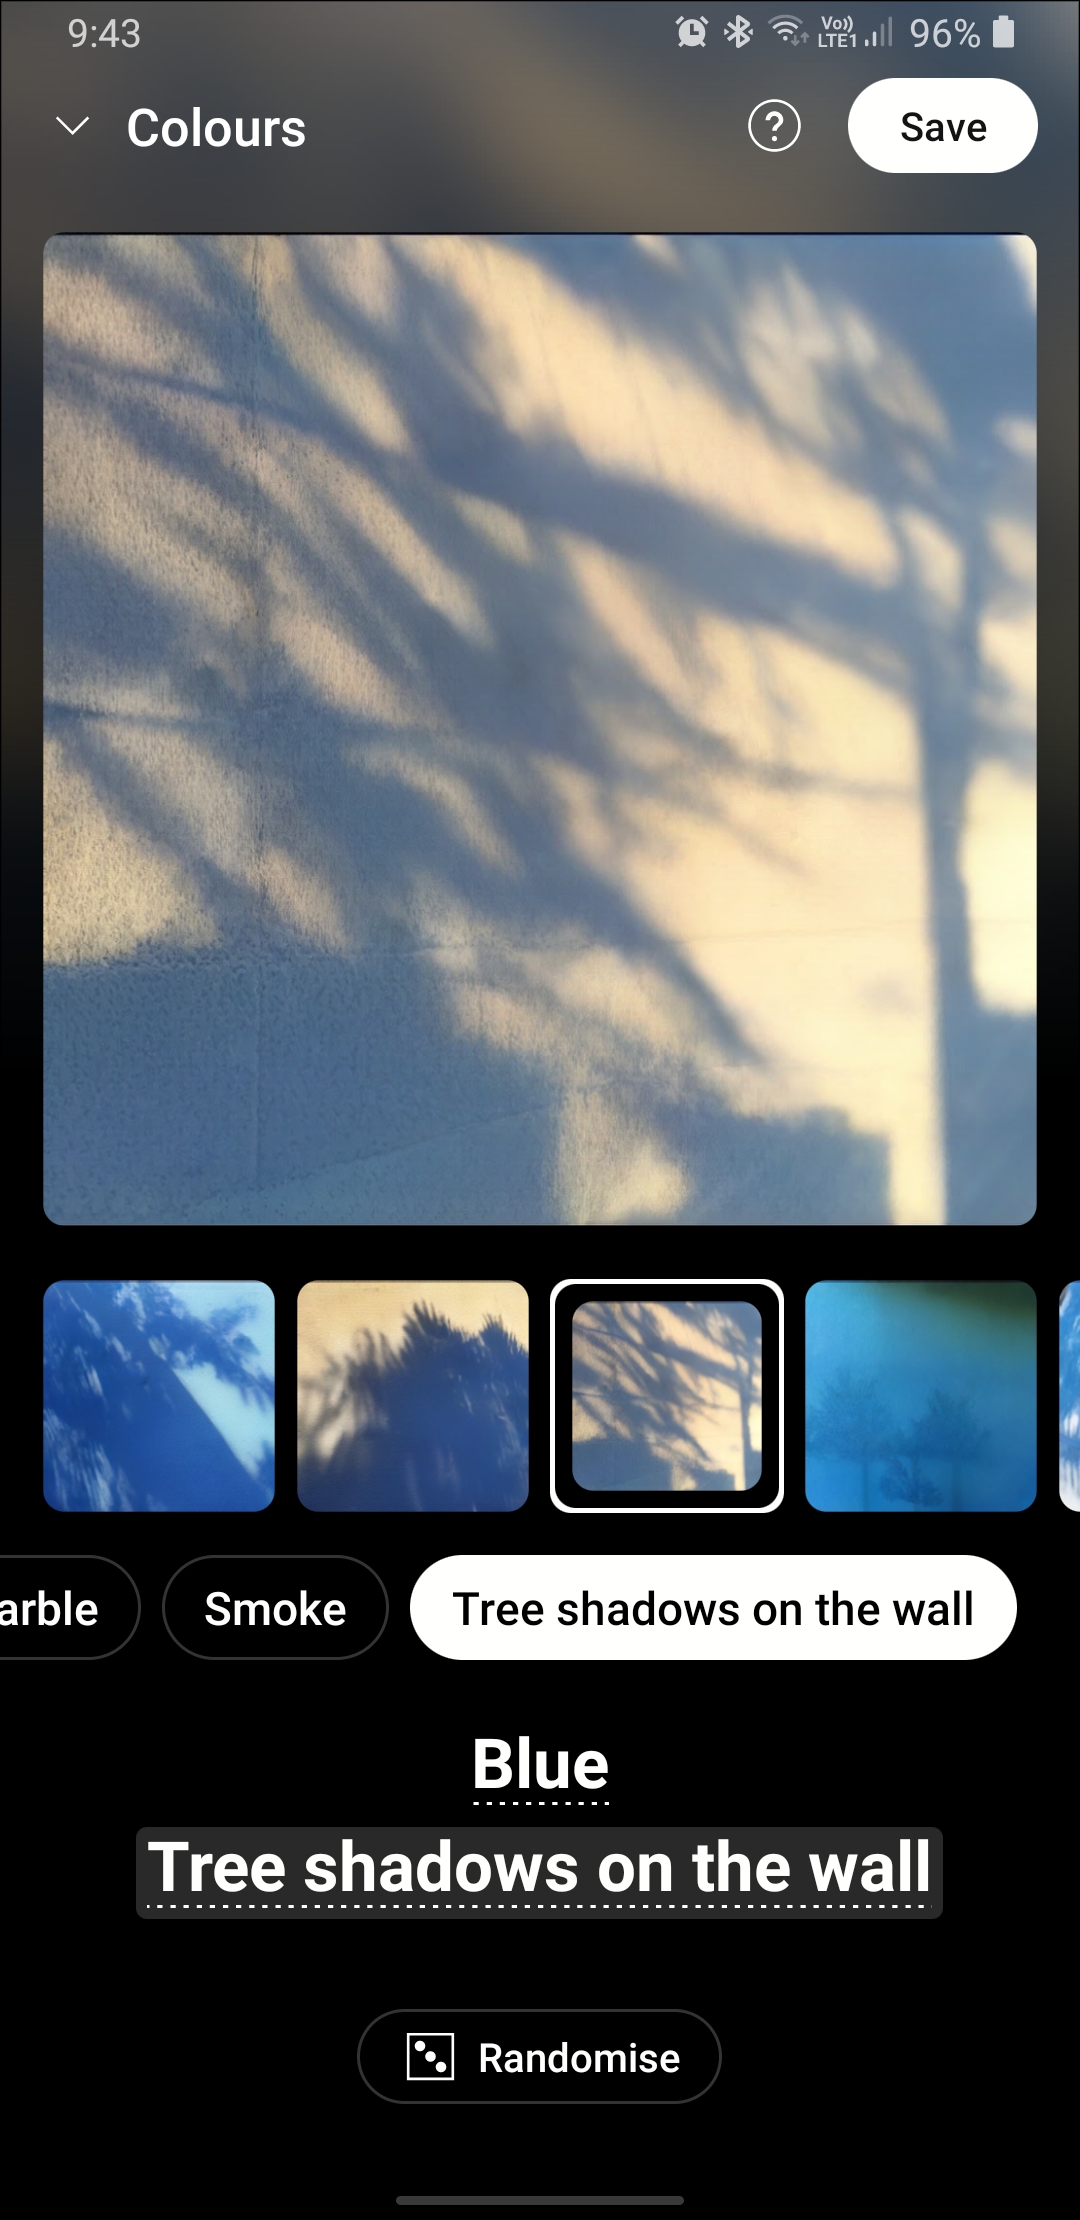 9:43
Vo)) LTE1 96%
Colours
? Save
arble Smoke Tree shadows on the wall
Blue
Tree shadows on the wall
Randomise